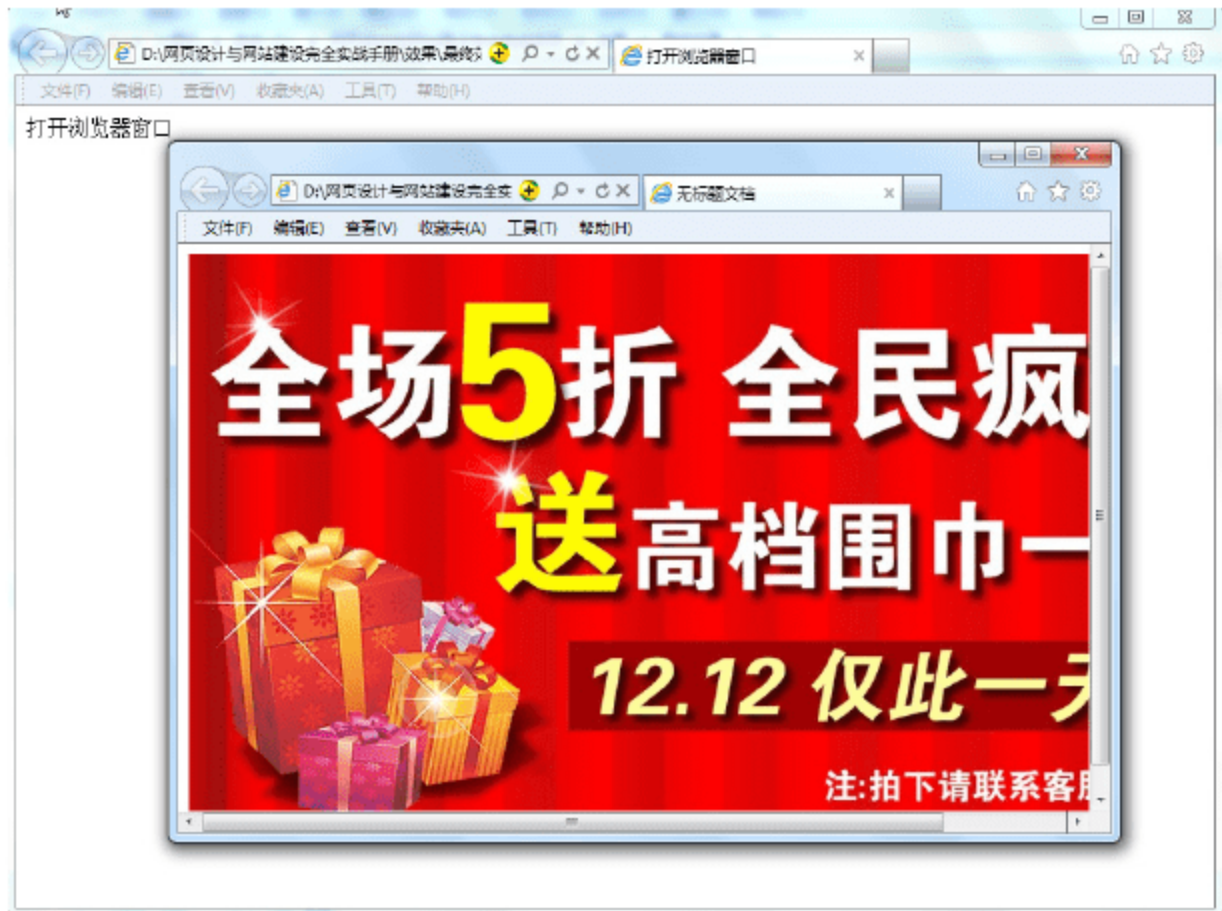 D:\网页设计与网站建设完全实战手册\效果\最终 打开浏览器窗口
文件(F) 编辑(E) 查看(V) 收藏夹(A) 工具(T) 帮助(H)
打开浏览器窗口
D:\网页设计与网站建设完全实 无标题文档
文件(F) 编辑(E) 查看(V) 收藏夹(A) 工具(T) 帮助(H)
全场5折 全民疯
送高档围巾一
12.12 仅此一天
注:拍下请联系客